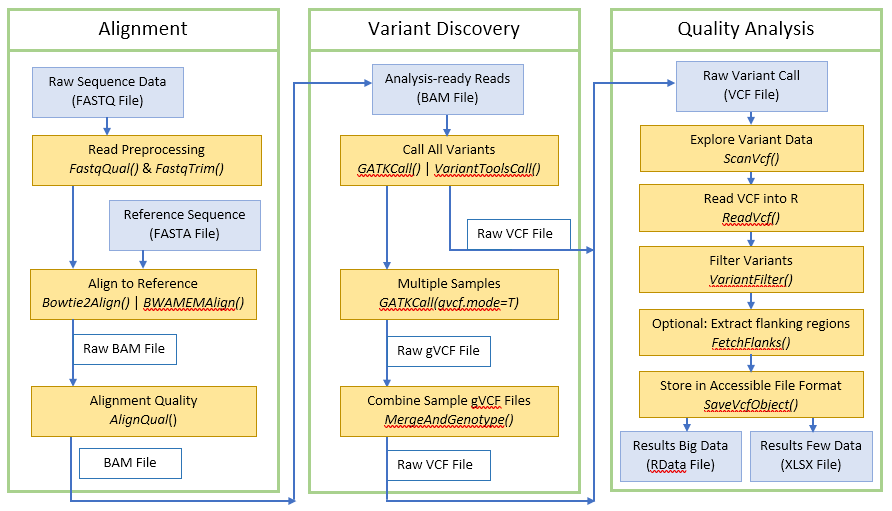 Alignment
Raw Sequence Data
(FASTQ File)
Read Preprocessing
FastqQual() & FastqTrim()
Reference Sequence
(FASTA File)
Align to Reference
Bowtie2Align() | BWAMEMAlign()
Raw BAM File
Alignment Quality
AlignQual()
BAM File
Variant Discovery
Analysis-ready Reads
(BAM File)
Call All Variants
GATKCall() | VariantToolsCall()
Raw VCF File
Multiple Samples
GATKCall(gvcf.mode=T)
Raw gVCF File
Combine Sample gVCF Files
MergeAndGenotype()
Raw VCF File
Quality Analysis
Raw Variant Call
(VCF File)
Explore Variant Data
ScanVcf()
Read VCF into R
ReadVcf()
Filter Variants
VariantFilter()
Optional: Extract flanking regions
FetchFlanks()
Store in Accessible File Format
SaveVcfObject()
Results Big Data
(RData File)
Results Few Data
(XLSX File)